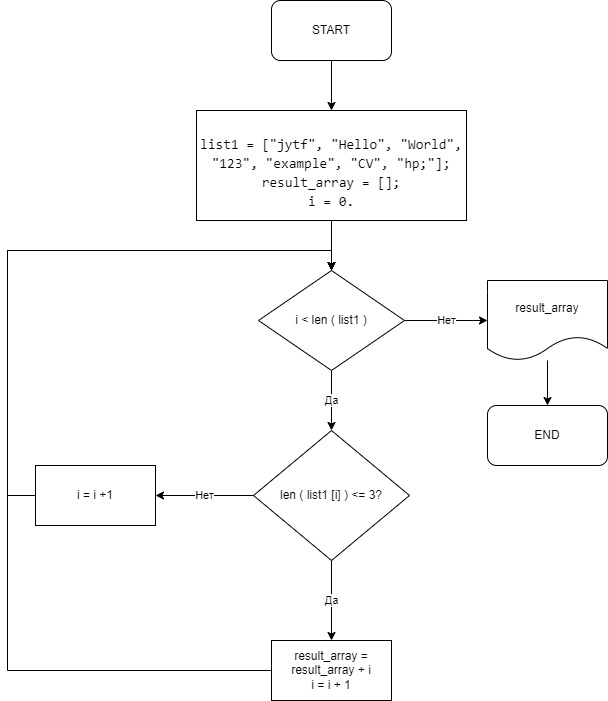 START
list1 = ["jytf", "Hello", "World",
"123", "example", "CV", "hp;"];
result_array = [];
i = 0.
i < len ( list1 )
Нет
result_array
END
Да
len ( list1 [i] ) <= 3?
Нет
i = i +1
Да
result_array =
result_array + i
i = i + 1